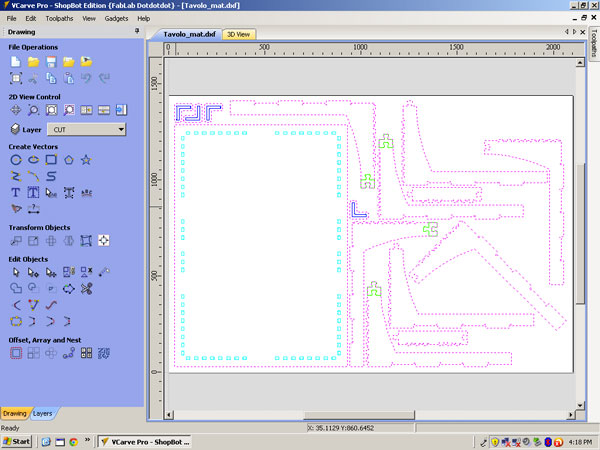 VCarve Pro - ShopBot Edition {FabLab Dotdotdot} - [Tavolo_mat.dxf]
File Edit Toolpaths View Gadgets Help
Drawing
Tavolo_mat.dxf 3D View
File Operations
2D View Control
Layer CUT
Create Vectors
Transform Objects
Edit Objects
Offset, Array and Nest
Drawing Layers
0 500 1000 1500 2000
1300
1000
500
0
Toolpaths
Ready
X: 35.1129 Y:860.6452
Start
VCarve Pro - ShopBot ...
4:18 PM